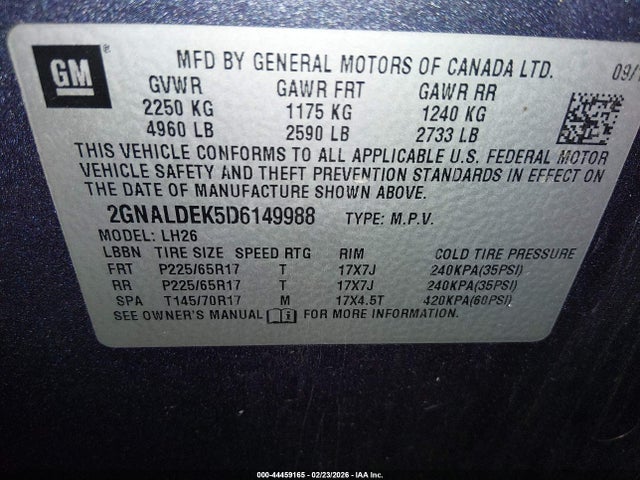 GM
MFD BY GENERAL MOTORS OF CANADA LTD.
09/1
GVWR GAWR FRT GAWR RR
2250 KG 1175 KG 1240 KG
4960 LB 2590 LB 2733 LB
THIS VEHICLE CONFORMS TO ALL APPLICABLE U.S. FEDERAL MOTOR
VEHICLE SAFETY AND THEFT PREVENTION STANDARDS IN EFFECT ON
THE DATE OF MANUFACTURE SHOWN ABOVE.
2GNALDEK5D6149988 TYPE: M.P.V.
MODEL: LH26
LBBN TIRE SIZE SPEED RTG RIM COLD TIRE PRESSURE
FRT P225/65R17 T 17X7J 240KPA(35PSI)
RR P225/65R17 T 17X7J 240KPA(35PSI)
SPA T145/70R17 M 17X4.5T 420KPA(60PSI)
SEE OWNER'S MANUAL FOR MORE INFORMATION.
000-44459165 - 02/23/2026 - IAA Inc.